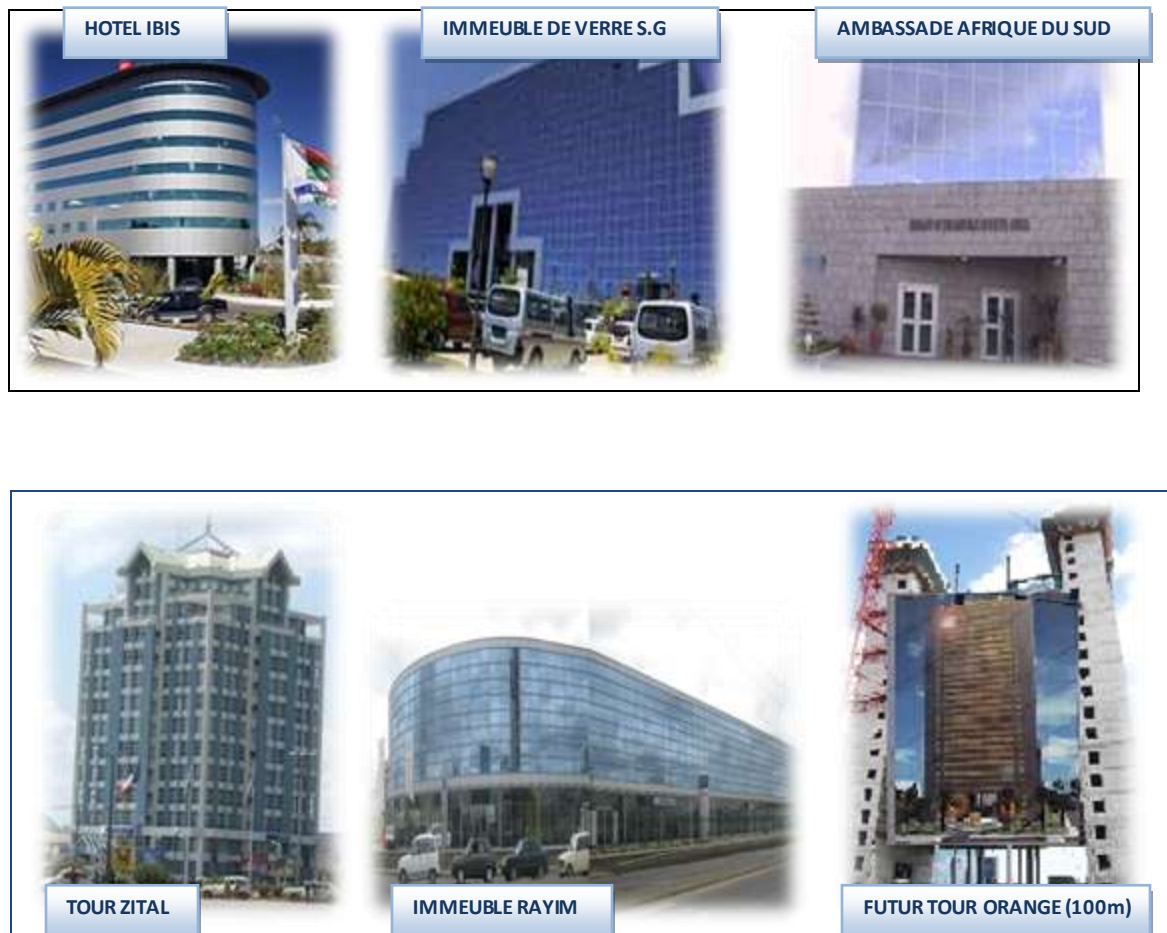 HOTEL IBIS
IMMEUBLE DE VERRE S.G
AMBASSADE AFRIQUE DU SUD
TOUR ZITAL
IMMEUBLE RAYIM
FUTUR TOUR ORANGE (100m)